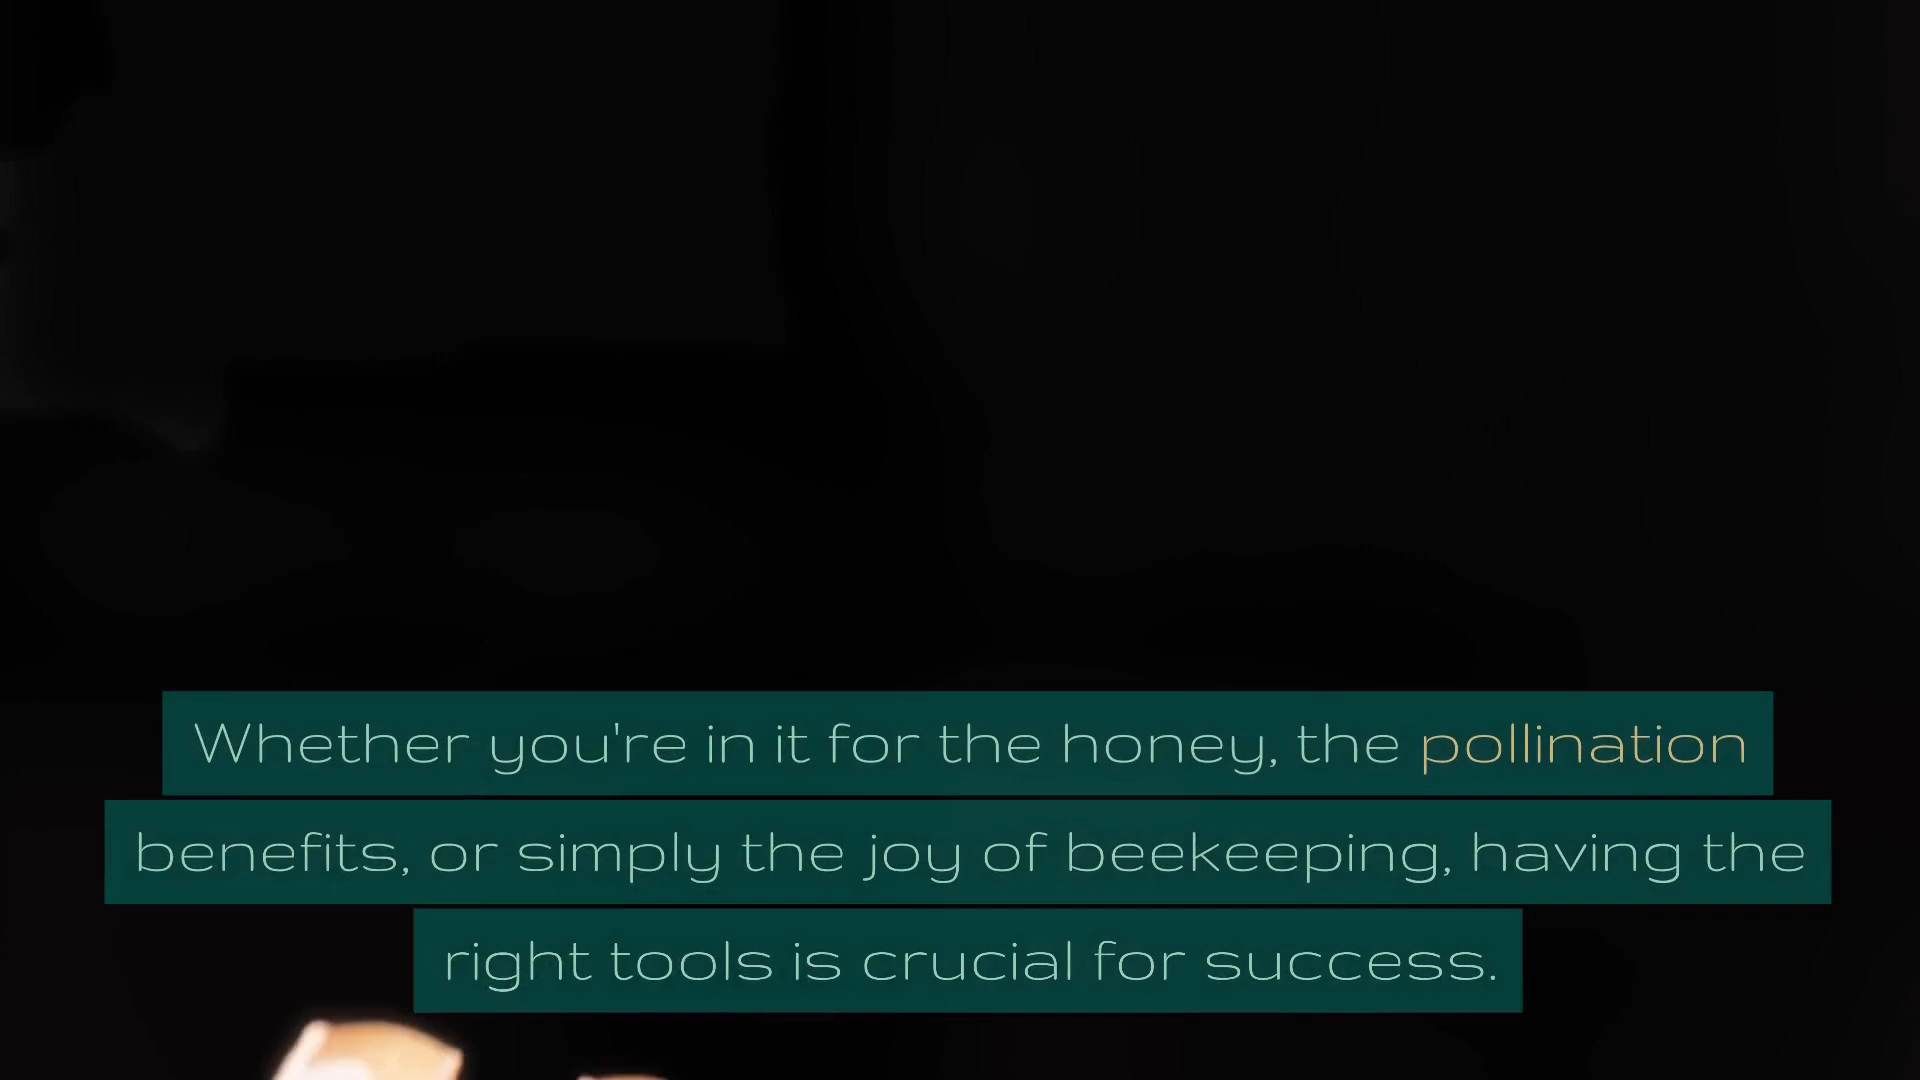 Whether you're in it for the honey, the pollination
benefits, or simply the joy of beekeeping, having the
right tools is crucial for success.